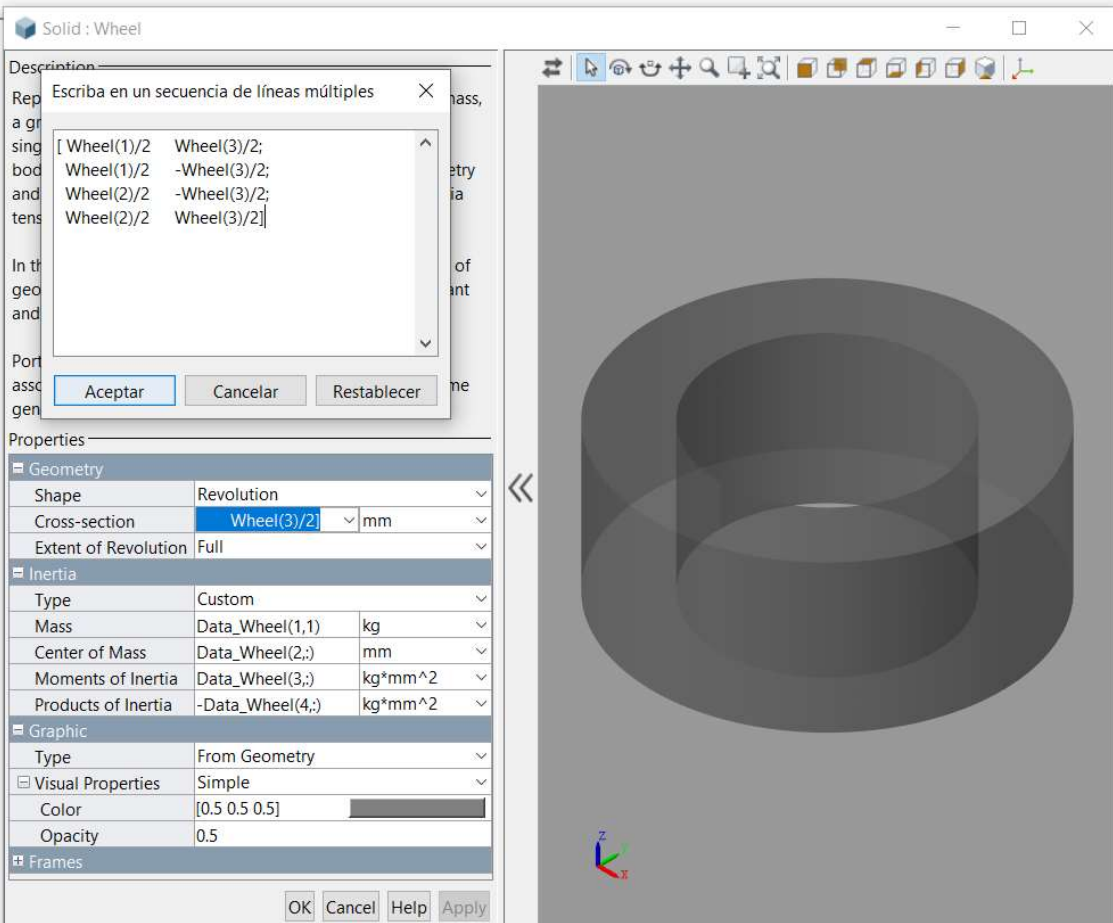 Solid : Wheel
Description
Rep
mass,
a gr
sing
bod
etry
and
ia
tens
In th
of
geo
ant
and
Port
asso
me
gen
Escriba en un secuencia de líneas múltiples
[ Wheel(1)/2 Wheel(3)/2;
Wheel(1)/2 -Wheel(3)/2;
Wheel(2)/2 -Wheel(3)/2;
Wheel(2)/2 Wheel(3)/2]
Aceptar Cancelar Restablecer
Properties
Geometry
Shape Revolution
Cross-section Wheel(3)/2] mm
Extent of Revolution Full
Inertia
Type Custom
Mass Data_Wheel(1,1) kg
Center of Mass Data_Wheel(2,:) mm
Moments of Inertia Data_Wheel(3,:) kg*mm^2
Products of Inertia -Data_Wheel(4,:) kg*mm^2
Graphic
Type From Geometry
Visual Properties Simple
Color [0.5 0.5 0.5]
Opacity 0.5
Frames
OK Cancel Help Apply
z
y
x